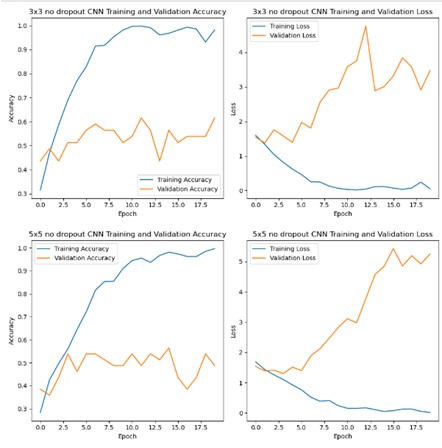 3x3 no dropout CNN Training and Validation Accuracy
1.0
0.9
0.8
0.7
0.6
0.5
0.4
0.3
Accuracy
Training Accuracy
Validation Accuracy
0.0 2.5 5.0 7.5 10.0 12.5 15.0 17.5
Epoch
3x3 no dropout CNN Training and Validation Loss
Training Loss
Validation Loss
4
3
2
1
0
Loss
0.0 2.5 5.0 7.5 10.0 12.5 15.0 17.5
Epoch
5x5 no dropout CNN Training and Validation Accuracy
Training Accuracy
Validation Accuracy
1.0
0.9
0.8
0.7
0.6
0.5
0.4
0.3
Accuracy
0.0 2.5 5.0 7.5 10.0 12.5 15.0 17.5
Epoch
5x5 no dropout CNN Training and Validation Loss
Training Loss
Validation Loss
5
4
3
2
1
0
Loss
0.0 2.5 5.0 7.5 10.0 12.5 15.0 17.5
Epoch